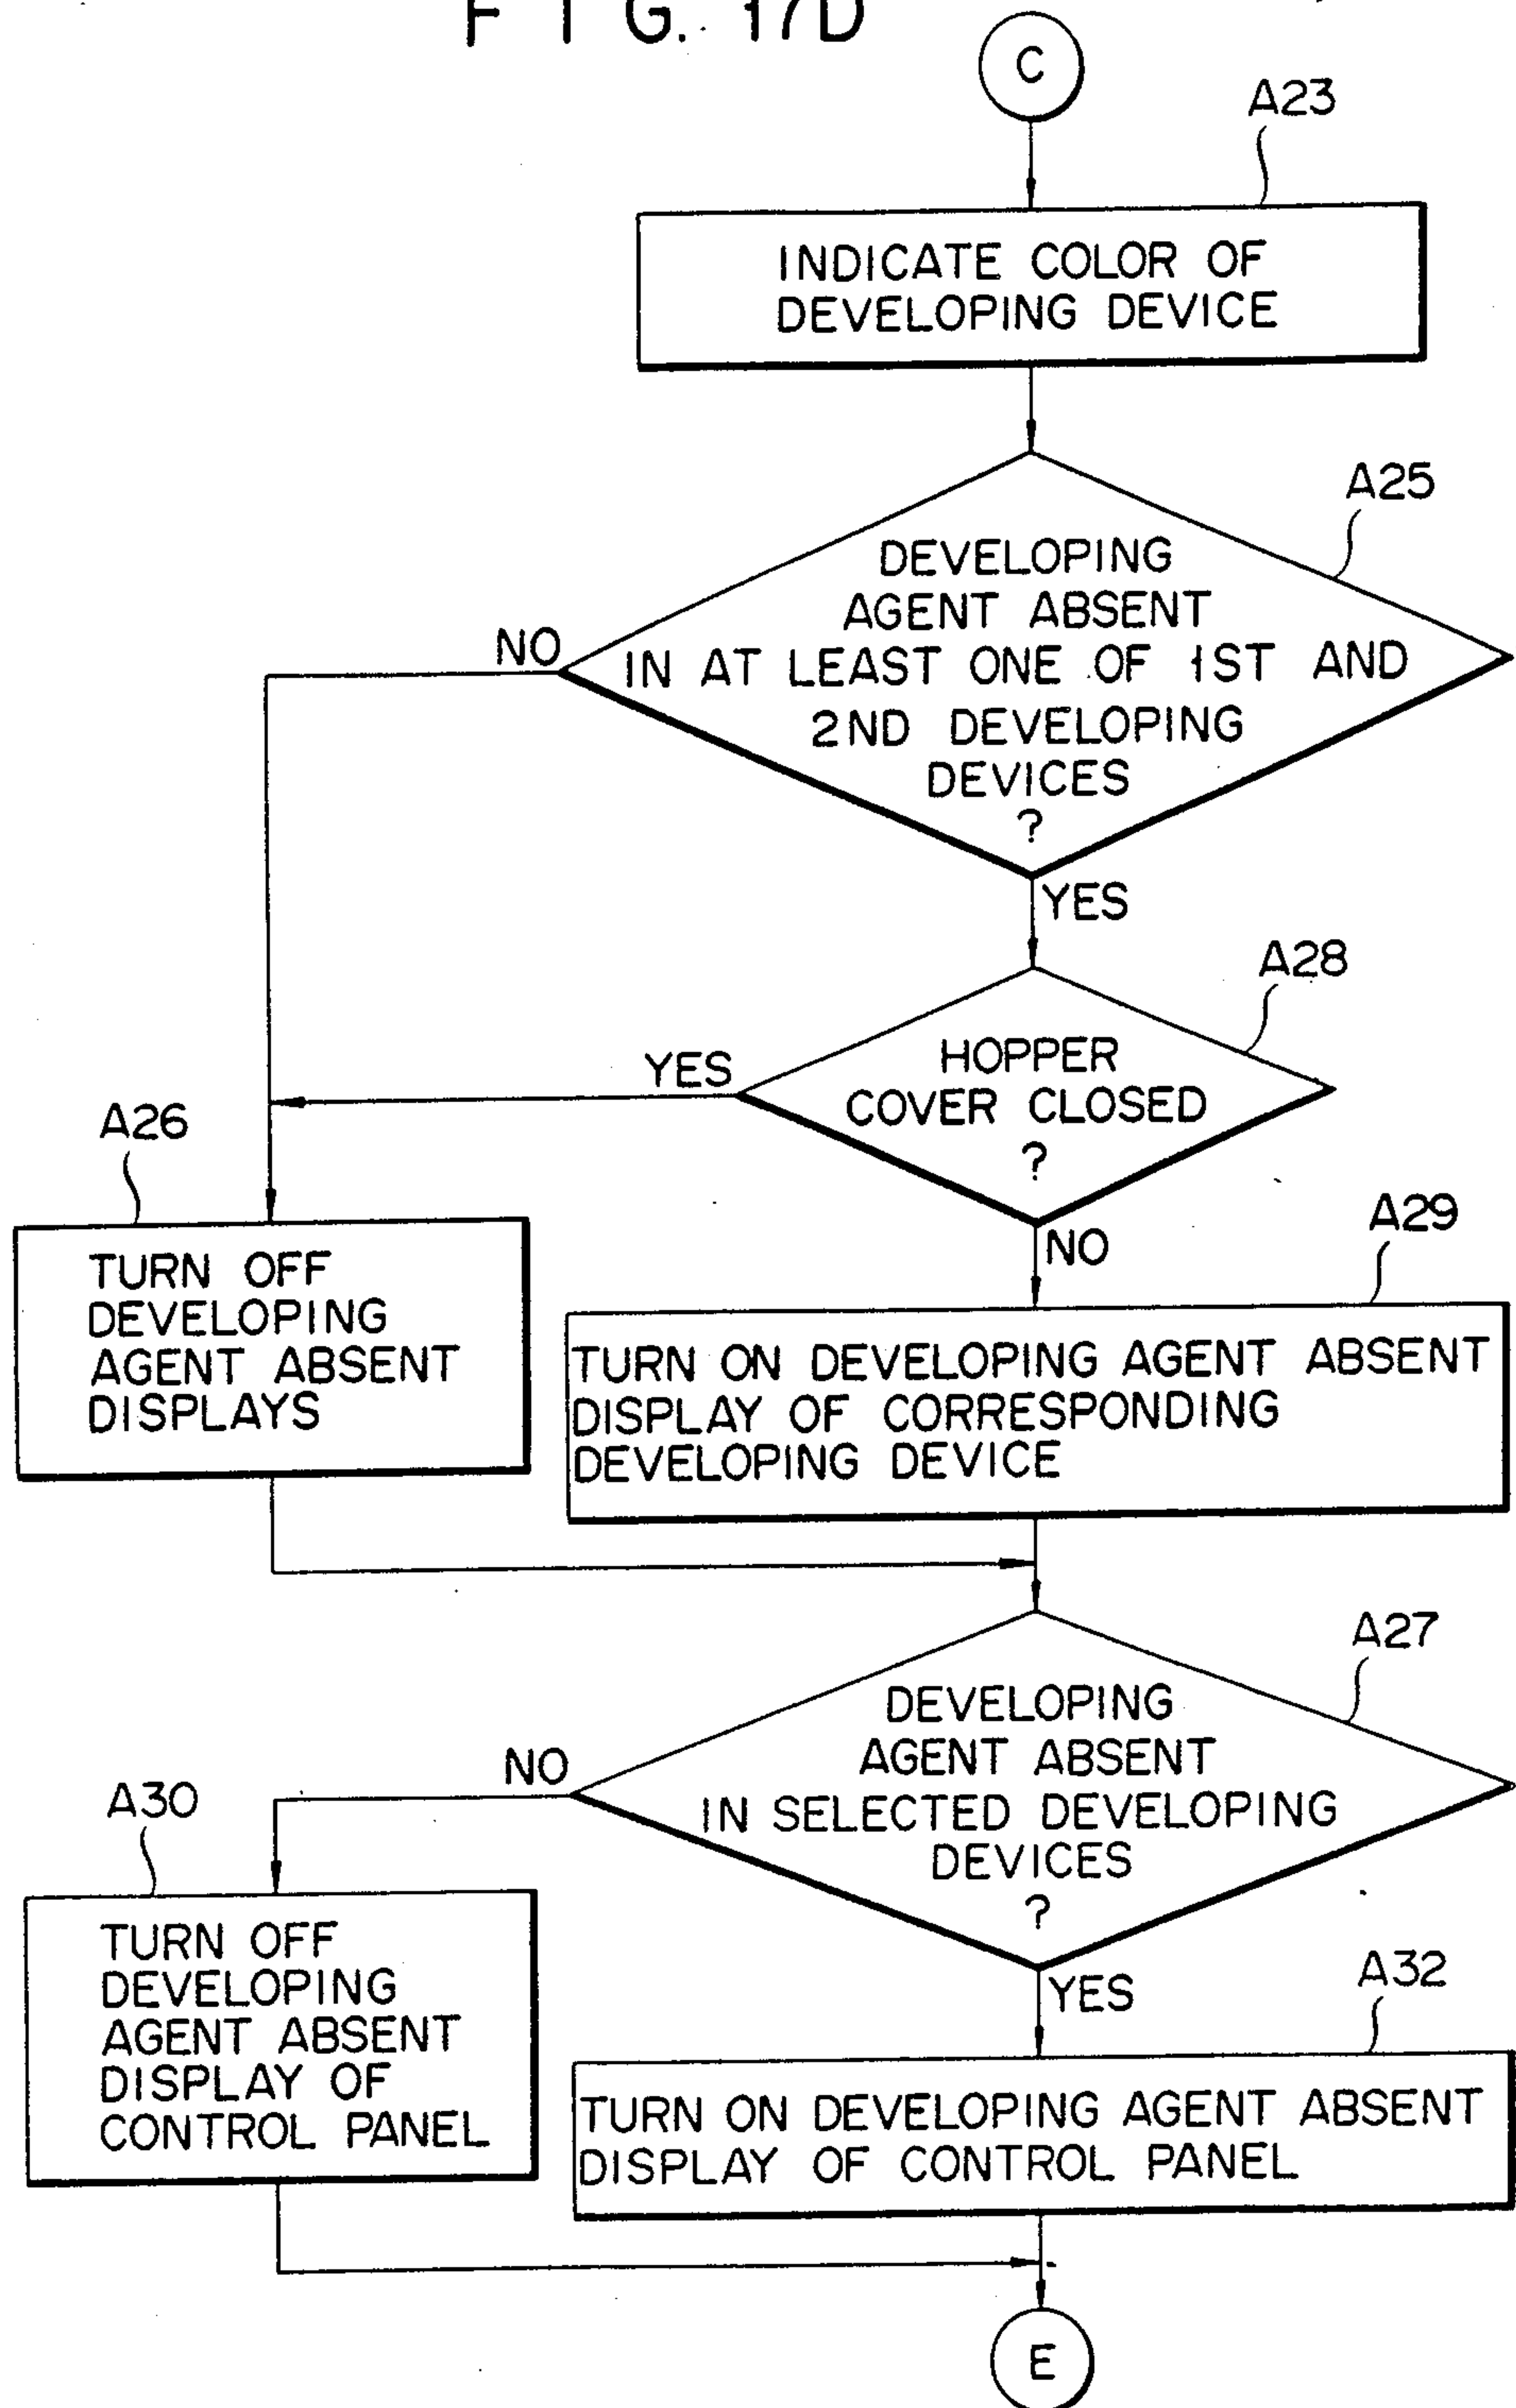 FIG. 17D
C
A23
INDICATE COLOR OF
DEVELOPING DEVICE
A25
DEVELOPING
AGENT ABSENT
IN AT LEAST ONE OF 1ST AND
2ND DEVELOPING
DEVICES
?
NO
YES
A28
HOPPER
COVER CLOSED
?
YES
NO
A26
TURN OFF
DEVELOPING
AGENT ABSENT
DISPLAYS
A29
TURN ON DEVELOPING AGENT ABSENT
DISPLAY OF CORRESPONDING
DEVELOPING DEVICE
A27
DEVELOPING
AGENT ABSENT
IN SELECTED DEVELOPING
DEVICES
?
NO
YES
A30
TURN OFF
DEVELOPING
AGENT ABSENT
DISPLAY OF
CONTROL PANEL
A32
TURN ON DEVELOPING AGENT ABSENT
DISPLAY OF CONTROL PANEL
E